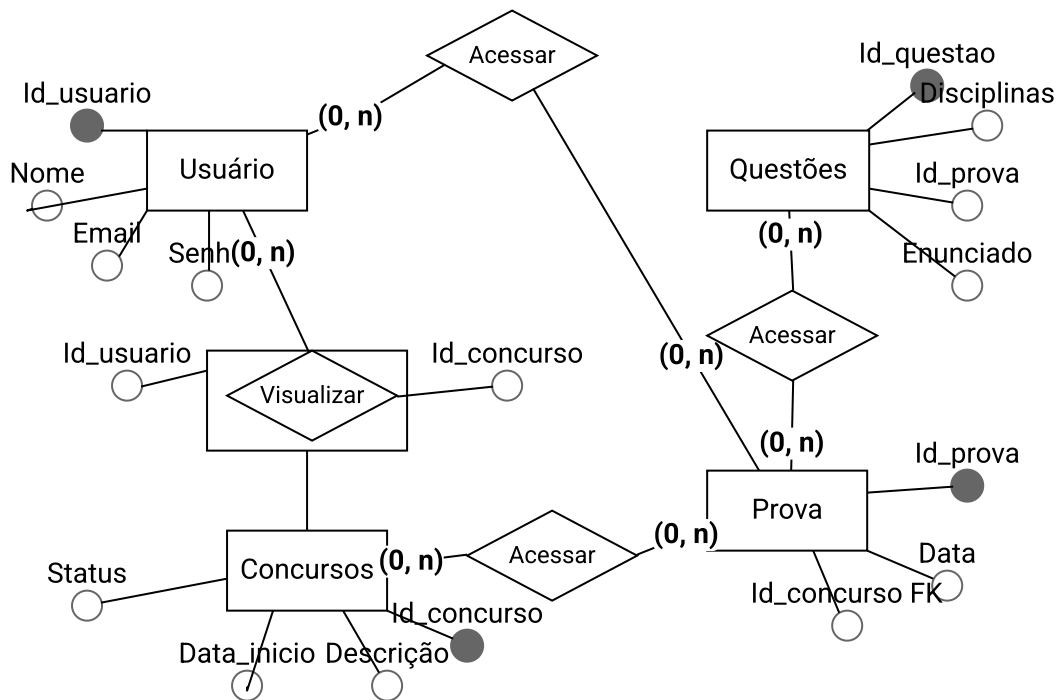 Acessar
Id_questao
Id_usuario
(0, n)
Disciplinas
Usuário
Questões
Nome
Id_prova
Email
Senh
(0, n)
(0, n)
Enunciado
Acessar
Id_usuario
Id_concurso
(0, n)
Visualizar
(0, n)
Id_prova
Prova
(0, n)
Acessar
(0, n)
Data
Concursos
Status
Id_concurso FK
Id_concurso
Data_inicio
Descrição